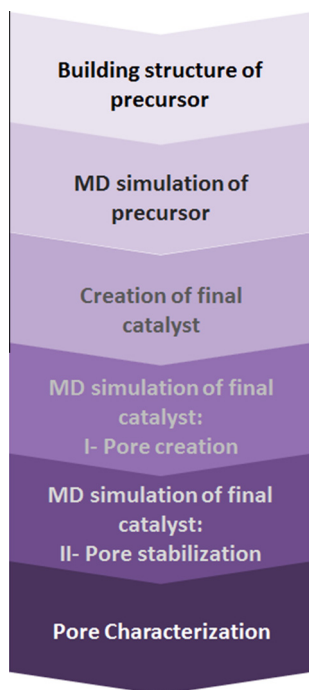 Building structure of
precursor
MD simulation of
precursor
Creation of final
catalyst
MD simulation of final
catalyst:
I- Pore creation
MD simulation of final
catalyst:
II- Pore stabilization
Pore Characterization